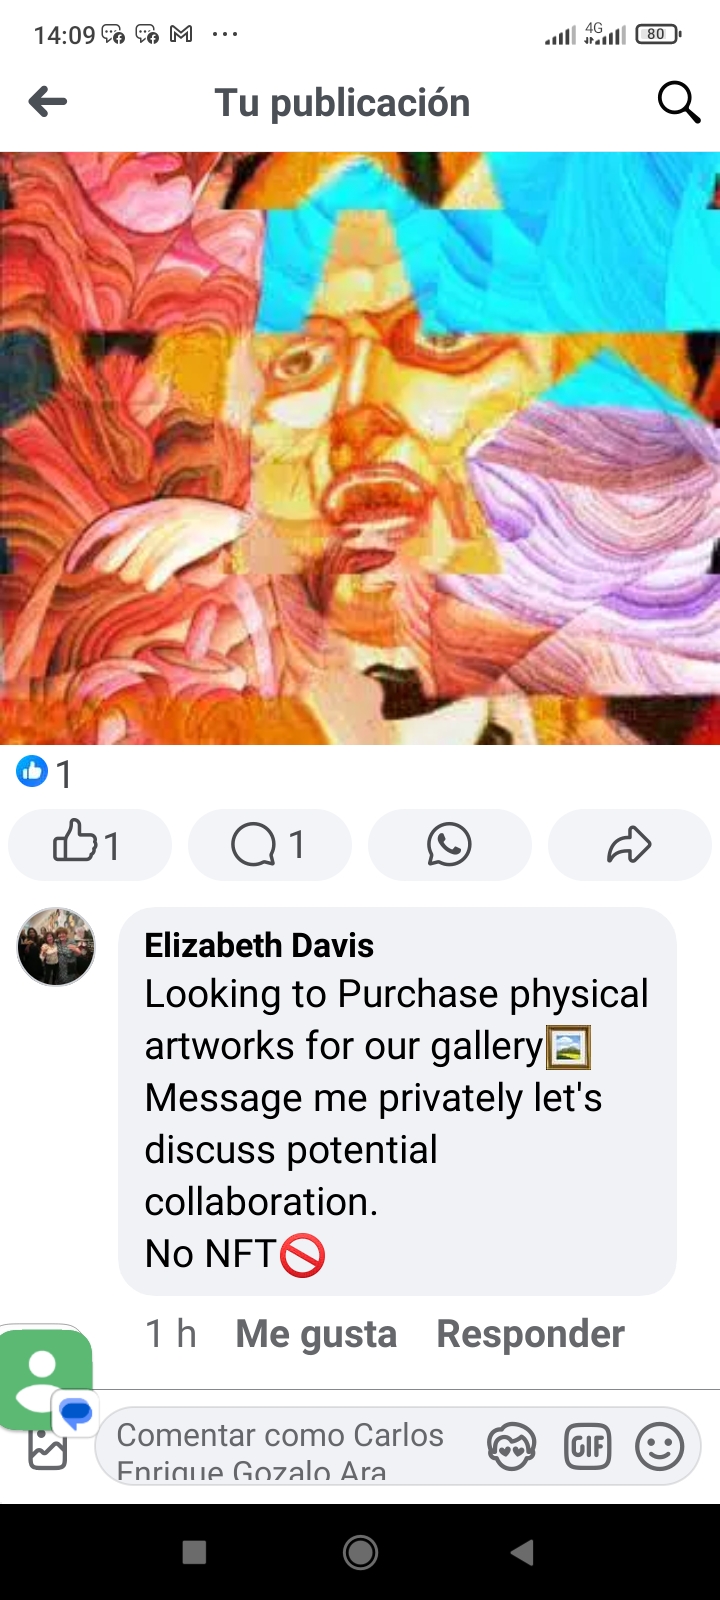 14:09 4G 80
Tu publicación
1
1 1
Elizabeth Davis
Looking to Purchase physical
artworks for our gallery🖼️
Message me privately let's
discuss potential
collaboration.
No NFT🚫
1 h Me gusta Responder
Comentar como Carlos
Enrique Gozalo Ara
GIF